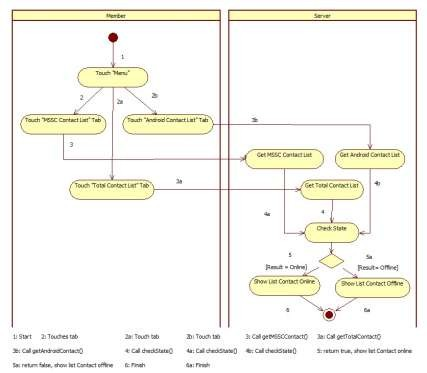 Member
Server
1
Touch "Menu"
2
2a
2b
Touch "MSSC Contact List" Tab
Touch "Android Contact List" Tab
3b
3
Get MSSC Contact List
Get Android Contact List
Touch "Total Contact List" Tab
3a
Get Total Contact List
4b
4a
4
Check State
5
5a
[Result = Online]
[Result= Offline]
Show List Contact Online
Show List Contact Offline
6
6a
1: Start
2: Touches tab
2a: Touch tab
2b: Touch tab
3: Call getMSSCContact()
3a: Call getTotalContact()
3b: Call getAndroidContact()
4: Call checkState()
4a: Call checkState()
4b: Call checkState()
5: return true, show list Contact online
5a: return false, show list Contact Offline
6: Finish
6a: Finish